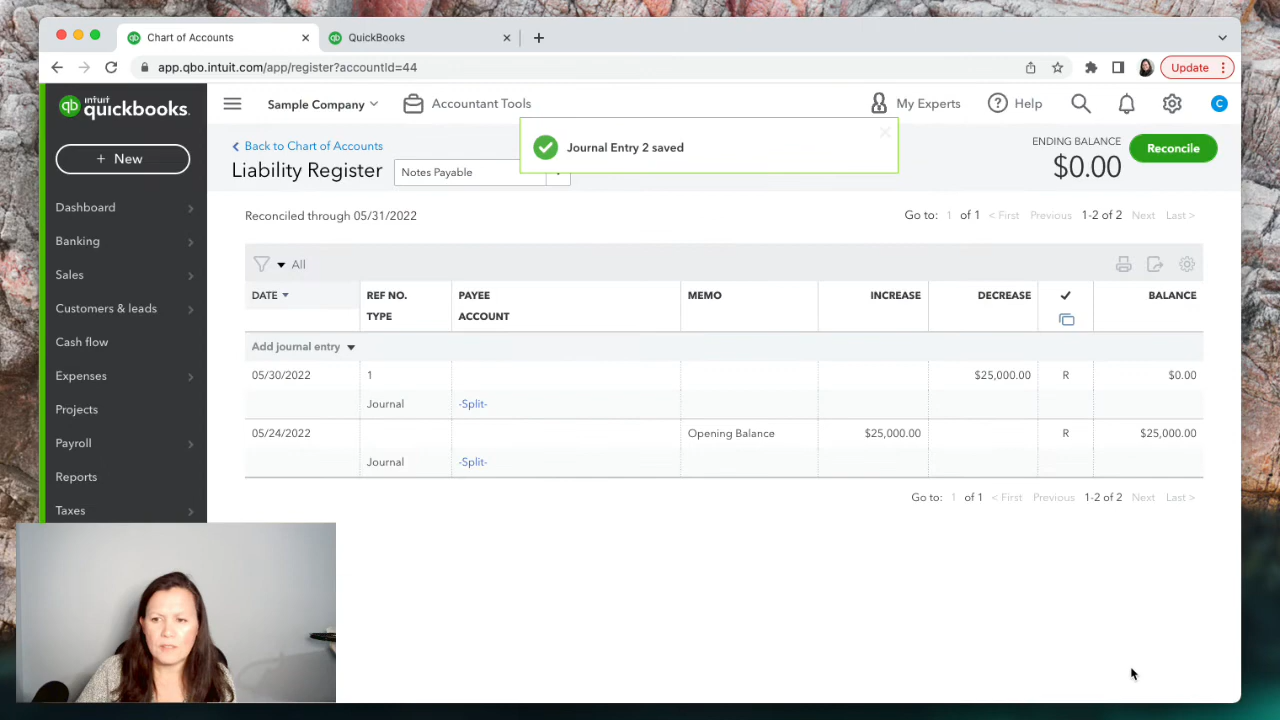 Chart of Accounts
QuickBooks
app.qbo.intuit.com/app/register?accountId=44
Update
intuit quickbooks.
Sample Company
Accountant Tools
My Experts
Help
C
+ New
Back to Chart of Accounts
Journal Entry 2 saved
ENDING BALANCE
$0.00
Reconcile
Liability Register
Notes Payable
Dashboard
Banking
Sales
Customers & leads
Cash flow
Expenses
Projects
Payroll
Reports
Taxes
Reconciled through 05/31/2022
Go to: 1 of 1 < First Previous 1-2 of 2 Next Last >
All
DATE REF NO. PAYEE MEMO INCREASE DECREASE ✓ BALANCE
TYPE ACCOUNT
Add journal entry
05/30/2022 1 $25,000.00 R $0.00
Journal -Split-
05/24/2022 Opening Balance $25,000.00 R $25,000.00
Journal -Split-
Go to: 1 of 1 < First Previous 1-2 of 2 Next Last >